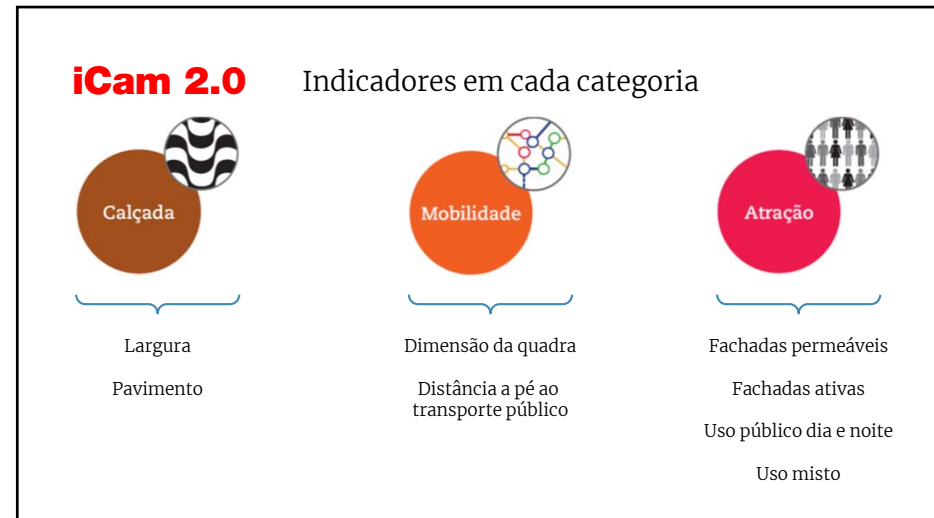 iCam 2.0
Indicadores em cada categoria
Calçada
Mobilidade
Atração
Largura
Pavimento
Dimensão da quadra
Distância a pé ao
transporte público
Fachadas permeáveis
Fachadas ativas
Uso público dia e noite
Uso misto